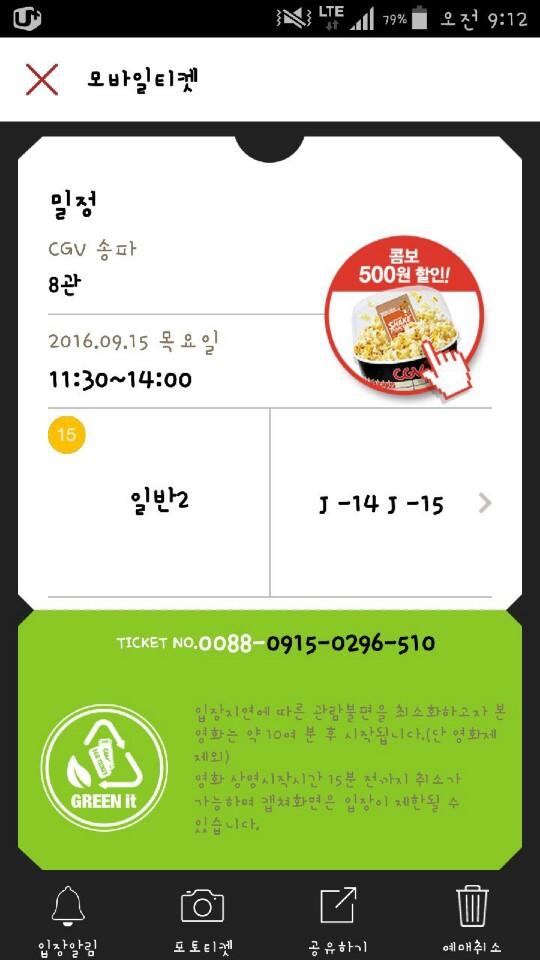 LTE 79% 오전 9:12
모바일티켓
밀정
CGV 송파
8관
콤보
500원 할인!
SHAKE
CGV
2016.09.15 목요일
11:30~14:00
15
일반2
J -14 J -15
TICKET NO.0088-0915-0296-510
입장지연에 따른 관람불편을 최소화하고자 본
영화는 약 10여 분 후 시작됩니다.(단 영화제
제외)
영화 상영시작시간 15분 전까지 취소가
가능하며 캡쳐화면은 입장이 제한될 수
있습니다.
GREEN it
입장알림
포토티켓
공유하기
예매취소